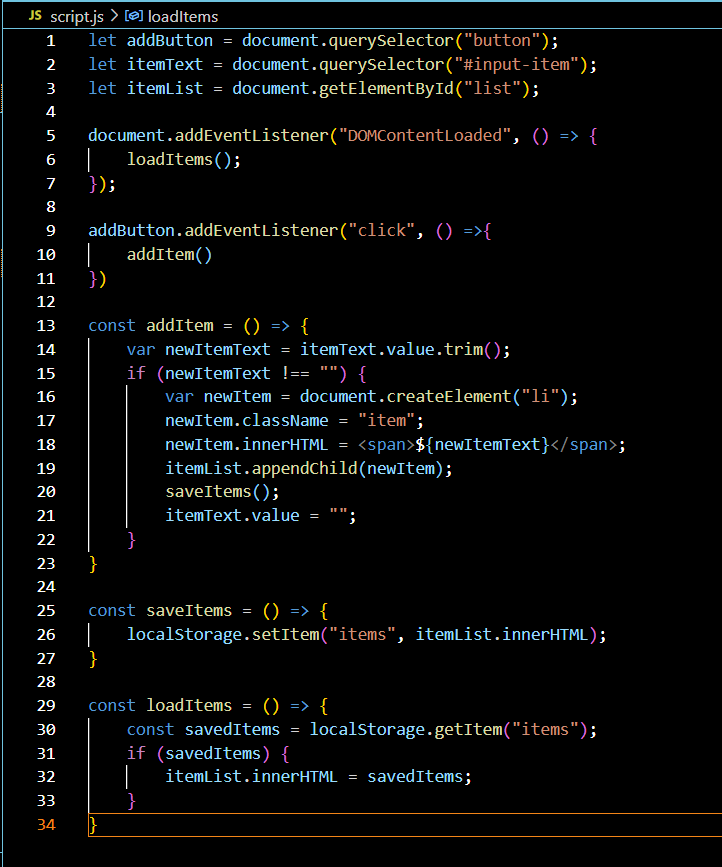 JS script.js > loadItems
1 let addButton = document.querySelector("button");
2 let itemText = document.querySelector("#input-item");
3 let itemList = document.getElementById("list");
4
5 document.addEventListener("DOMContentLoaded", () => {
6     loadItems();
7 });
8
9 addButton.addEventListener("click", () =>{
10     addItem()
11 })
12
13 const addItem = () => {
14     var newItemText = itemText.value.trim();
15     if (newItemText !== "") {
16         var newItem = document.createElement("li");
17         newItem.className = "item";
18         newItem.innerHTML = <span>${newItemText}</span>;
19         itemList.appendChild(newItem);
20         saveItems();
21         itemText.value = "";
22     }
23 }
24
25 const saveItems = () => {
26     localStorage.setItem("items", itemList.innerHTML);
27 }
28
29 const loadItems = () => {
30     const savedItems = localStorage.getItem("items");
31     if (savedItems) {
32         itemList.innerHTML = savedItems;
33     }
34 }